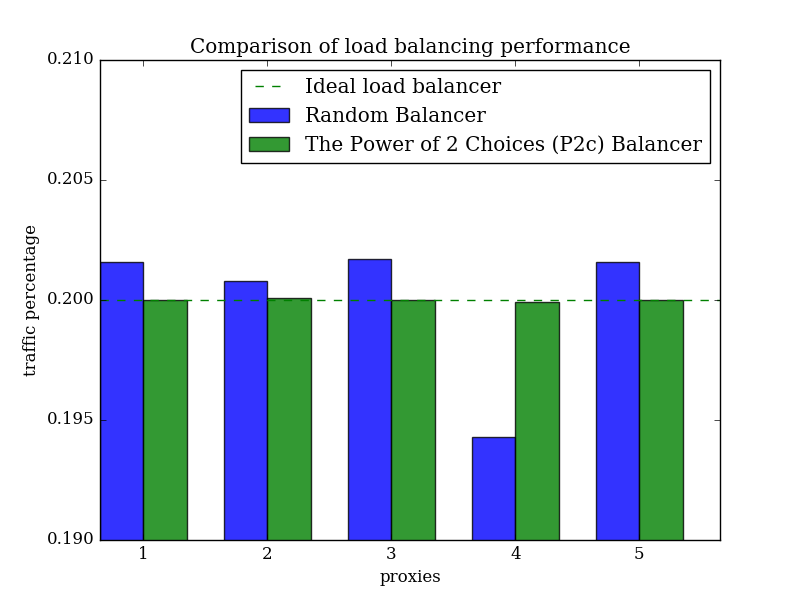 Comparison of load balancing performance
0.210
Ideal load balancer
Random Balancer
The Power of 2 Choices (P2c) Balancer
0.205
0.200
0.195
0.190
traffic percentage
1 2 3 4 5
proxies